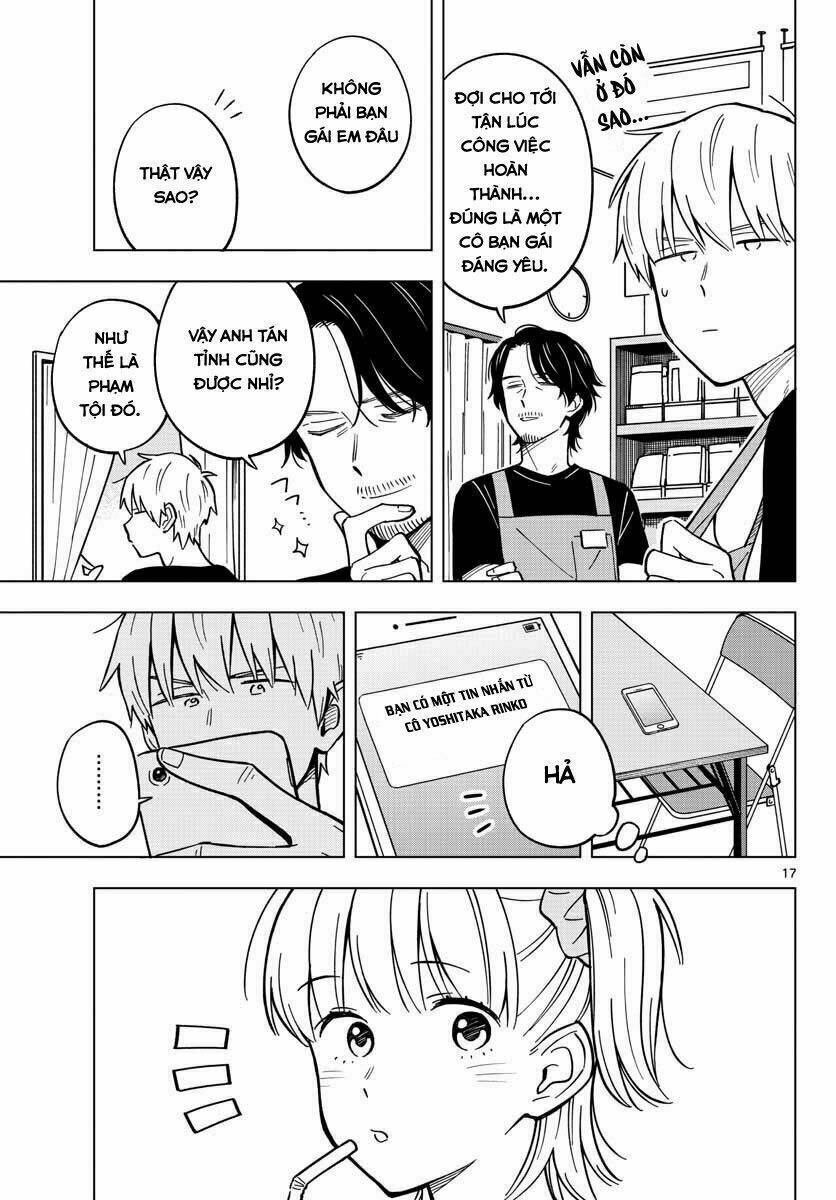 VẪN CÒN
Ở ĐÓ
SAO...
ĐỢI CHO TỚI
TẬN LÚC
CÔNG VIỆC
HOÀN
THÀNH...
ĐÚNG LÀ MỘT
CÔ BẠN GÁI
ĐÁNG YÊU.
KHÔNG
PHẢI BẠN
GÁI EM ĐÂU
THẬT VẬY
SAO?
VẬY ANH TÁN
TỈNH CŨNG
ĐƯỢC NHỈ?
NHƯ
THẾ LÀ
PHẠM
TỘI ĐÓ.
BẠN CÓ MỘT TIN NHẮN TỪ
CÔ YOSHITAKA RINKO
HẢ
.......
17